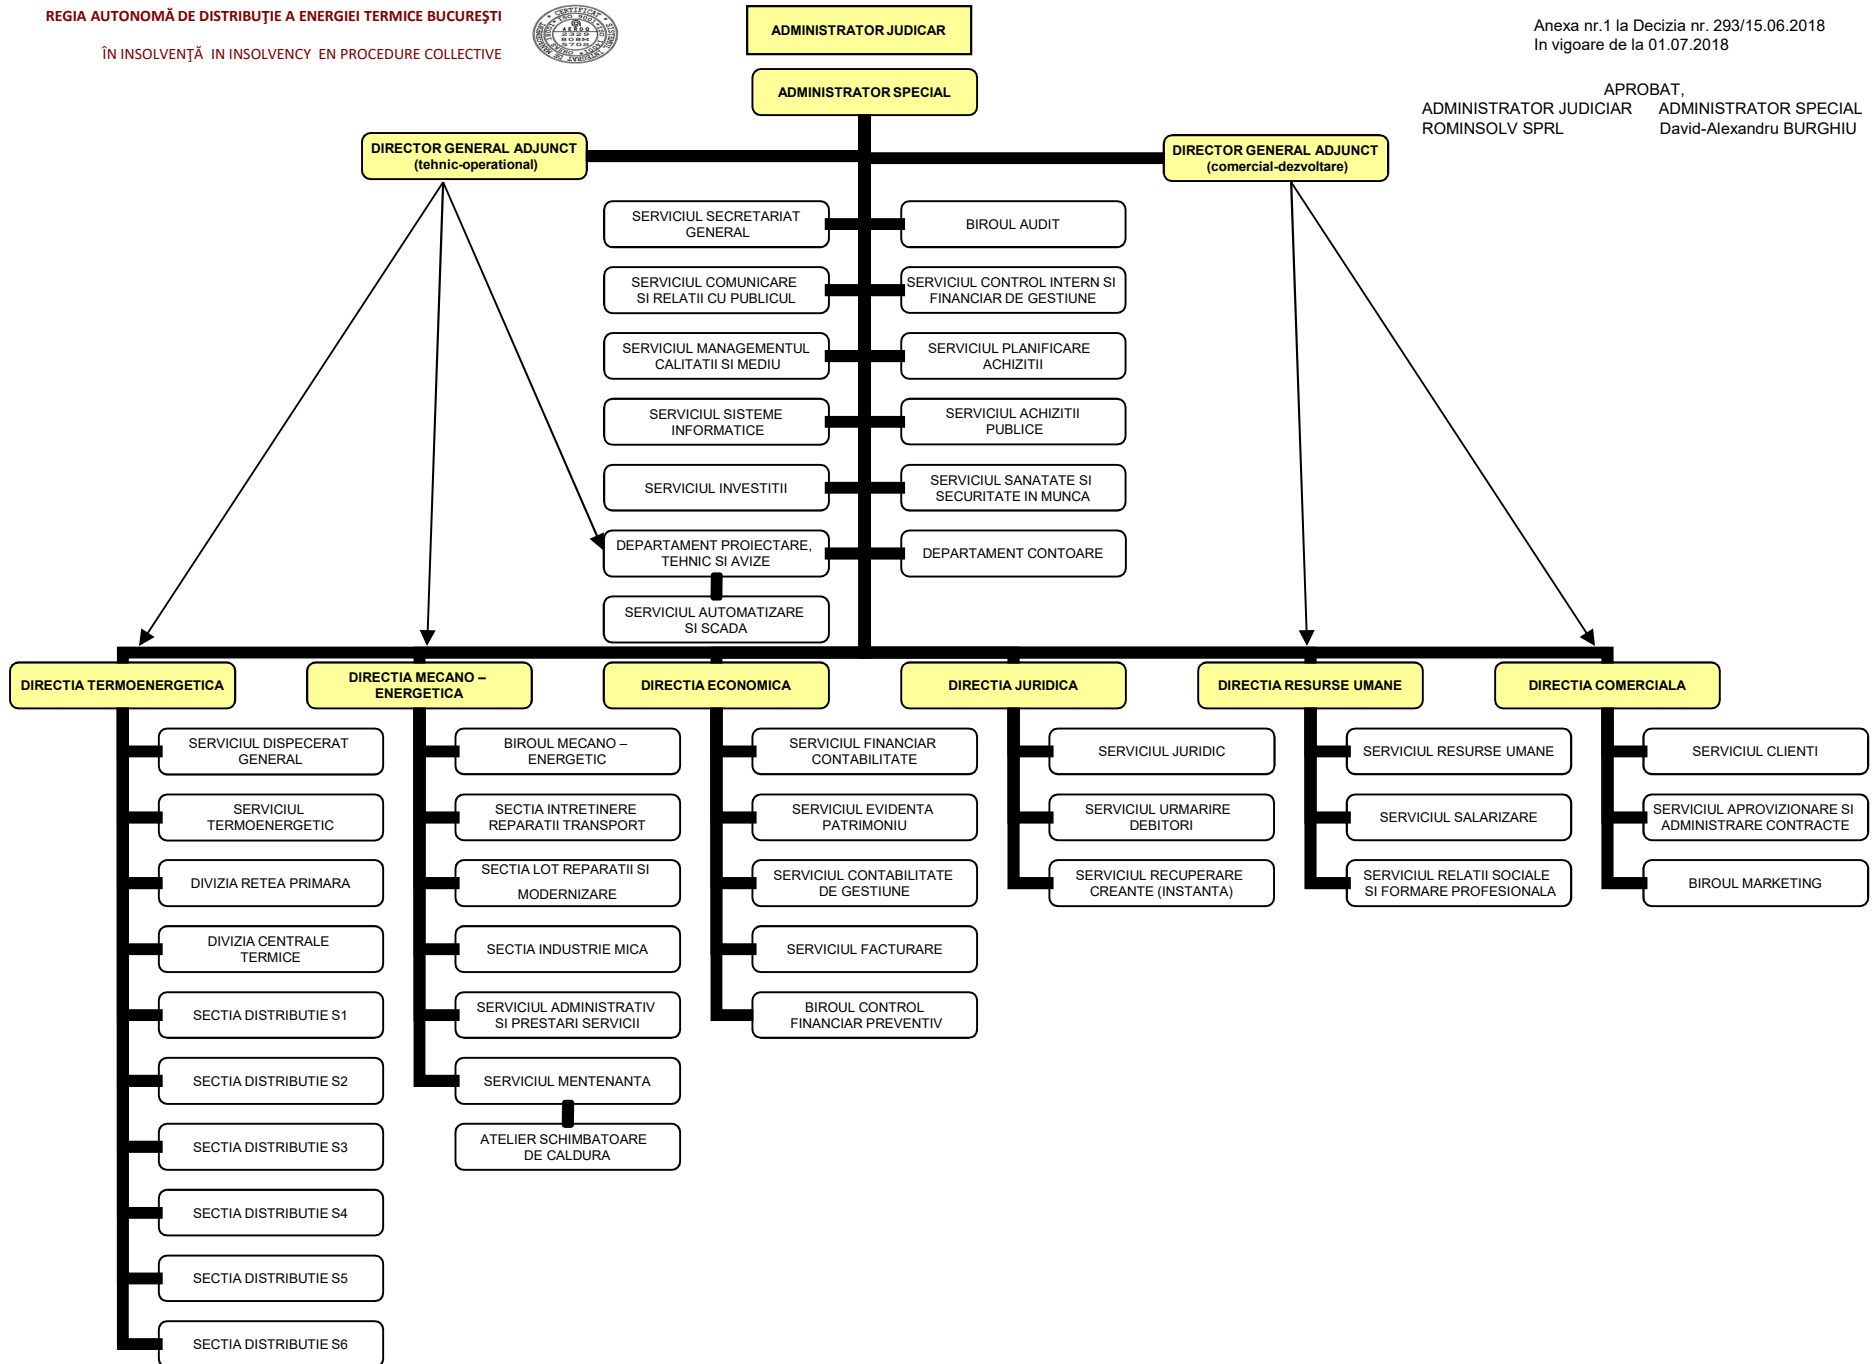 REGIA AUTONOMĂ DE DISTRIBUŢIE A ENERGIEI TERMICE BUCUREŞTI
ÎN INSOLVENŢĂ IN INSOLVENCY EN PROCEDURE COLLECTIVE
ADMINISTRATOR JUDICAR
Anexa nr.1 la Decizia nr. 293/15.06.2018
In vigoare de la 01.07.2018
APROBAT,
ADMINISTRATOR JUDICIAR ADMINISTRATOR SPECIAL
ROMINSOLV SPRL David-Alexandru BURGHIU
ADMINISTRATOR SPECIAL
DIRECTOR GENERAL ADJUNCT
(tehnic-operational)
DIRECTOR GENERAL ADJUNCT
(comercial-dezvoltare)
SERVICIUL SECRETARIAT
GENERAL
BIROUL AUDIT
SERVICIUL COMUNICARE
SI RELATII CU PUBLICUL
SERVICIUL CONTROL INTERN SI
FINANCIAR DE GESTIUNE
SERVICIUL MANAGEMENTUL
CALITATII SI MEDIU
SERVICIUL PLANIFICARE
ACHIZITII
SERVICIUL SISTEME
INFORMATICE
SERVICIUL ACHIZITII
PUBLICE
SERVICIUL INVESTITII
SERVICIUL SANATATE SI
SECURITATE IN MUNCA
DEPARTAMENT PROIECTARE,
TEHNIC SI AVIZE
DEPARTAMENT CONTOARE
SERVICIUL AUTOMATIZARE
SI SCADA
DIRECTIA TERMOENERGETICA
SERVICIUL DISPECERAT
GENERAL
SERVICIUL
TERMOENERGETIC
DIVIZIA RETEA PRIMARA
DIVIZIA CENTRALE
TERMICE
SECTIA DISTRIBUTIE S1
SECTIA DISTRIBUTIE S2
SECTIA DISTRIBUTIE S3
SECTIA DISTRIBUTIE S4
SECTIA DISTRIBUTIE S5
SECTIA DISTRIBUTIE S6
DIRECTIA MECANO –
ENERGETICA
BIROUL MECANO –
ENERGETIC
SECTIA INTRETINERE
REPARATII TRANSPORT
SECTIA LOT REPARATII SI
MODERNIZARE
SECTIA INDUSTRIE MICA
SERVICIUL ADMINISTRATIV
SI PRESTARI SERVICII
SERVICIUL MENTENANTA
ATELIER SCHIMBATOARE
DE CALDURA
DIRECTIA ECONOMICA
SERVICIUL FINANCIAR
CONTABILITATE
SERVICIUL EVIDENTA
PATRIMONIU
SERVICIUL CONTABILITATE
DE GESTIUNE
SERVICIUL FACTURARE
BIROUL CONTROL
FINANCIAR PREVENTIV
DIRECTIA JURIDICA
SERVICIUL JURIDIC
SERVICIUL URMARIRE
DEBITORI
SERVICIUL RECUPERARE
CREANTE (INSTANTA)
DIRECTIA RESURSE UMANE
SERVICIUL RESURSE UMANE
SERVICIUL SALARIZARE
SERVICIUL RELATII SOCIALE
SI FORMARE PROFESIONALA
DIRECTIA COMERCIALA
SERVICIUL CLIENTI
SERVICIUL APROVIZIONARE SI
ADMINISTRARE CONTRACTE
BIROUL MARKETING